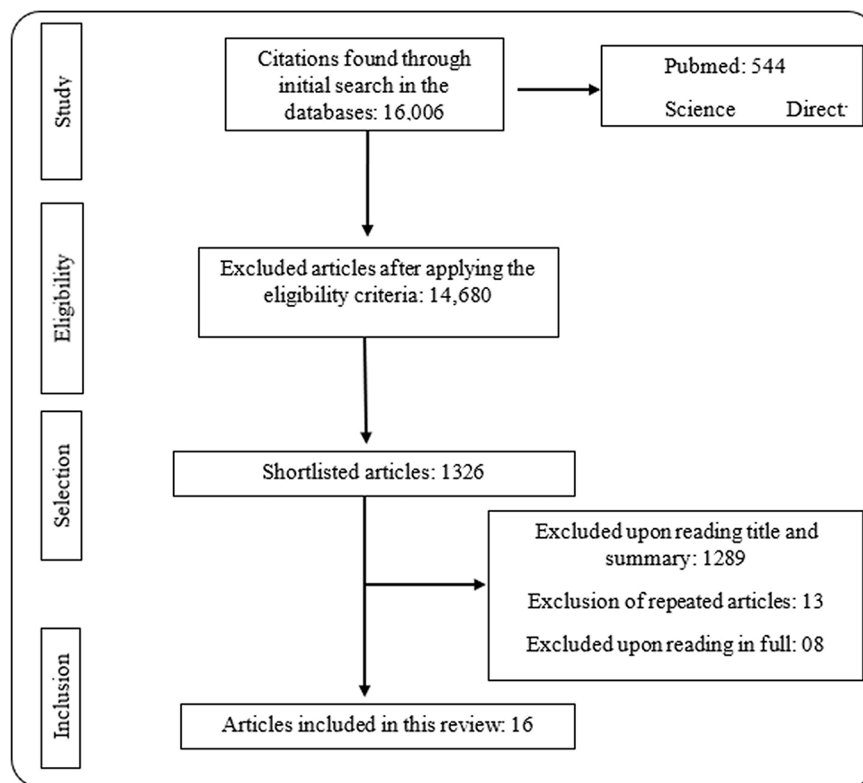 Study
Citations found through
initial search in the
databases: 16,006
Pubmed: 544
Science Direct:
Eligibility
Excluded articles after applying the
eligibility criteria: 14,680
Selection
Shortlisted articles: 1326
Excluded upon reading title and
summary: 1289
Exclusion of repeated articles: 13
Excluded upon reading in full: 08
Inclusion
Articles included in this review: 16